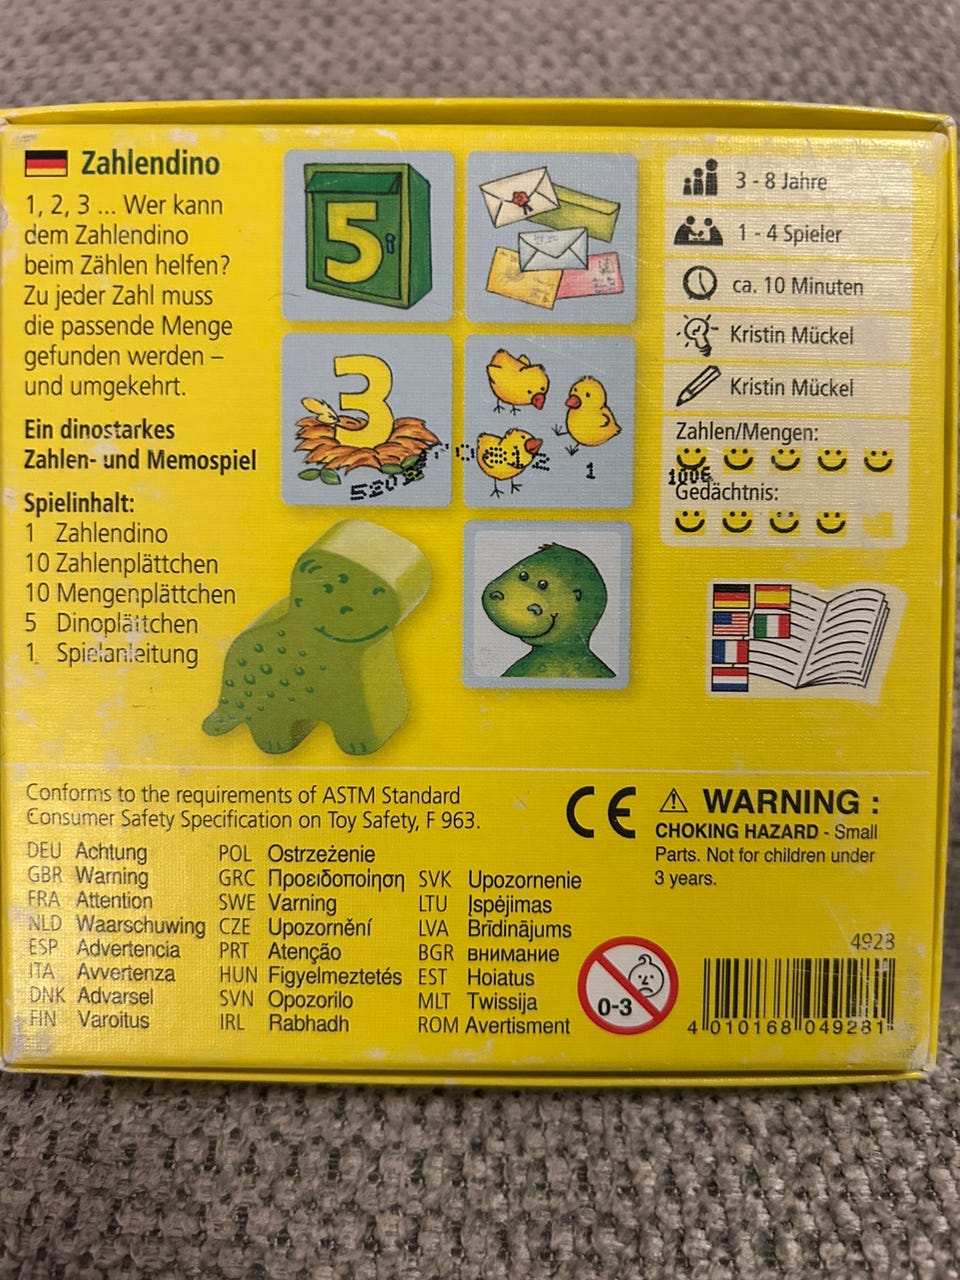 Zahlendino
1, 2, 3 ... Wer kann
dem Zahlendino
beim Zählen helfen?
Zu jeder Zahl muss
die passende Menge
gefunden werden –
und umgekehrt.
Ein dinostarkes
Zahlen- und Memospiel
Spielinhalt:
1 Zahlendino
10 Zahlenplättchen
10 Mengenplättchen
5 Dinoplättchen
1 Spielanleitung
5
3
1
3 - 8 Jahre
1 - 4 Spieler
ca. 10 Minuten
Kristin Mückel
Kristin Mückel
Zahlen/Mengen:
Gedächtnis:
Conforms to the requirements of ASTM Standard
Consumer Safety Specification on Toy Safety, F 963.
DEU Achtung
GBR Warning
FRA Attention
NLD Waarschuwing
ESP Advertencia
ITA Avvertenza
DNK Advarsel
FIN Varoitus
POL Ostrzeżenie
GRC Προειδοποίηση
SWE Varning
CZE Upozornění
PRT Atenção
HUN Figyelmeztetés
SVN Opozorilo
IRL Rabhadh
SVK Upozornenie
LTU Įspėjimas
LVA Brīdinājums
BGR внимание
EST Hoiatus
MLT Twissija
ROM Avertisment
CE
WARNING :
CHOKING HAZARD - Small
Parts. Not for children under
3 years.
0-3
4928
4 010168 049281